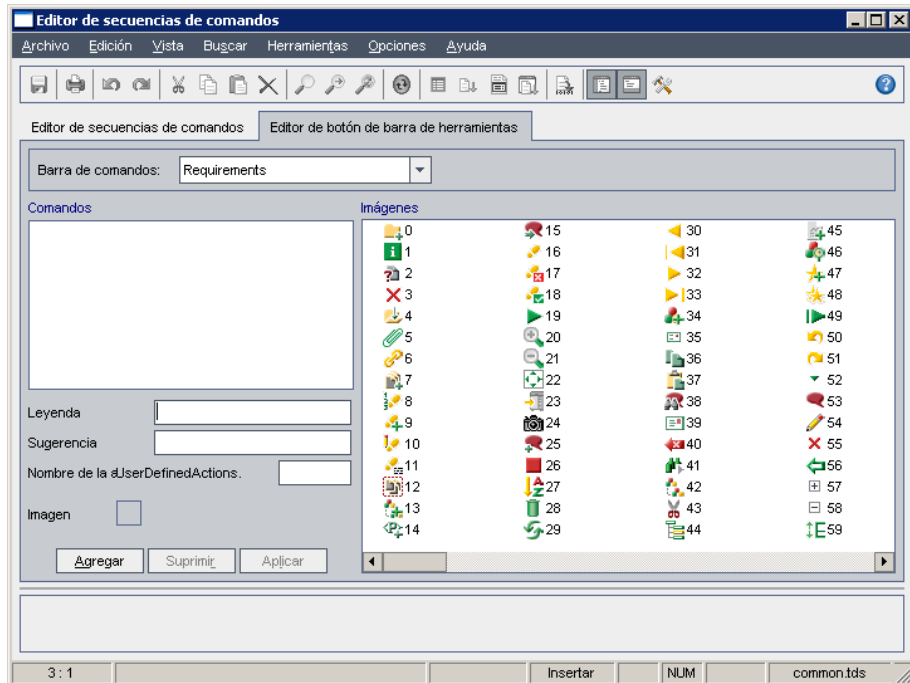 Editor de secuencias de comandos
Archivo Edición Vista Buscar Herramientas Opciones Ayuda
Editor de secuencias de comandos Editor de botón de barra de herramientas
Barra de comandos: Requirements
Comandos Imágenes
0 15 30 45
1 16 31 46
2 17 32 47
3 18 33 48
4 19 34 49
5 20 35 50
6 21 36 51
7 22 37 52
8 23 38 53
9 24 39 54
10 25 40 55
11 26 41 56
12 27 42 57
13 28 43 58
14 29 44 59
Leyenda
Sugerencia
Nombre de la aUserDefinedActions.
Imagen
Agregar Suprimir Aplicar
3 : 1 Insertar NUM common.tds